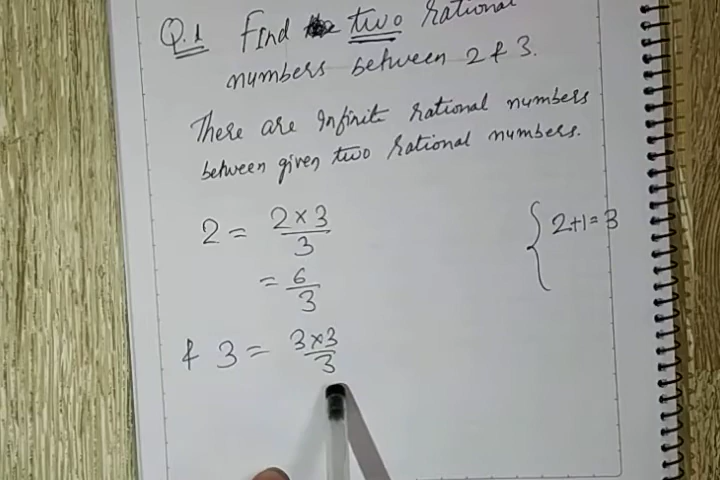 Q.1 Find two rational
numbers between 2 & 3.
There are Infinite rational numbers
between given two rational numbers.
2 = 2×3/3
{ 2+1=3
= 6/3
& 3 = 3×3/3